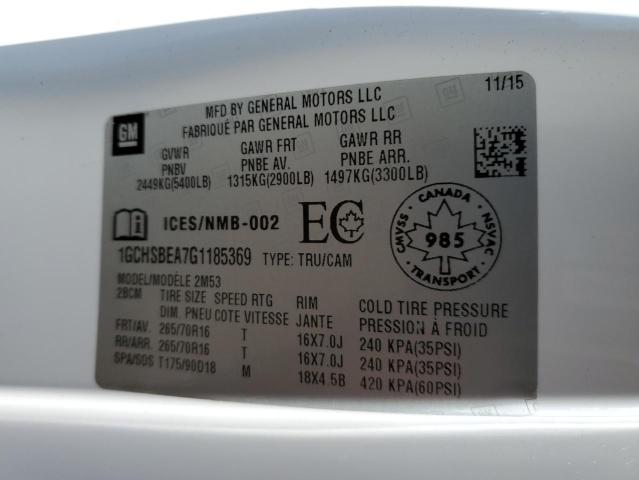 MFD BY GENERAL MOTORS LLC 11/15
FABRIQUÉ PAR GENERAL MOTORS LLC
GM
GVWR GAWR FRT GAWR RR
PNBV PNBE AV. PNBE ARR.
2449KG(5400LB) 1315KG(2900LB) 1497KG(3300LB)
ICES/NMB-002 EC
CANADA
CMVSS 985 NSVAC
TRANSPORT
1GCHSBEA7G1185369 TYPE: TRU/CAM
MODEL/MODÈLE 2M53
2BCM TIRE SIZE SPEED RTG RIM COLD TIRE PRESSURE
DIM. PNEU COTE VITESSE JANTE PRESSION À FROID
FRT/AV. 265/70R16 T 16X7.0J 240 KPA(35PSI)
RR/ARR. 265/70R16 T 16X7.0J 240 KPA(35PSI)
SPA/SOS T175/90D18 M 18X4.5B 420 KPA(60PSI)